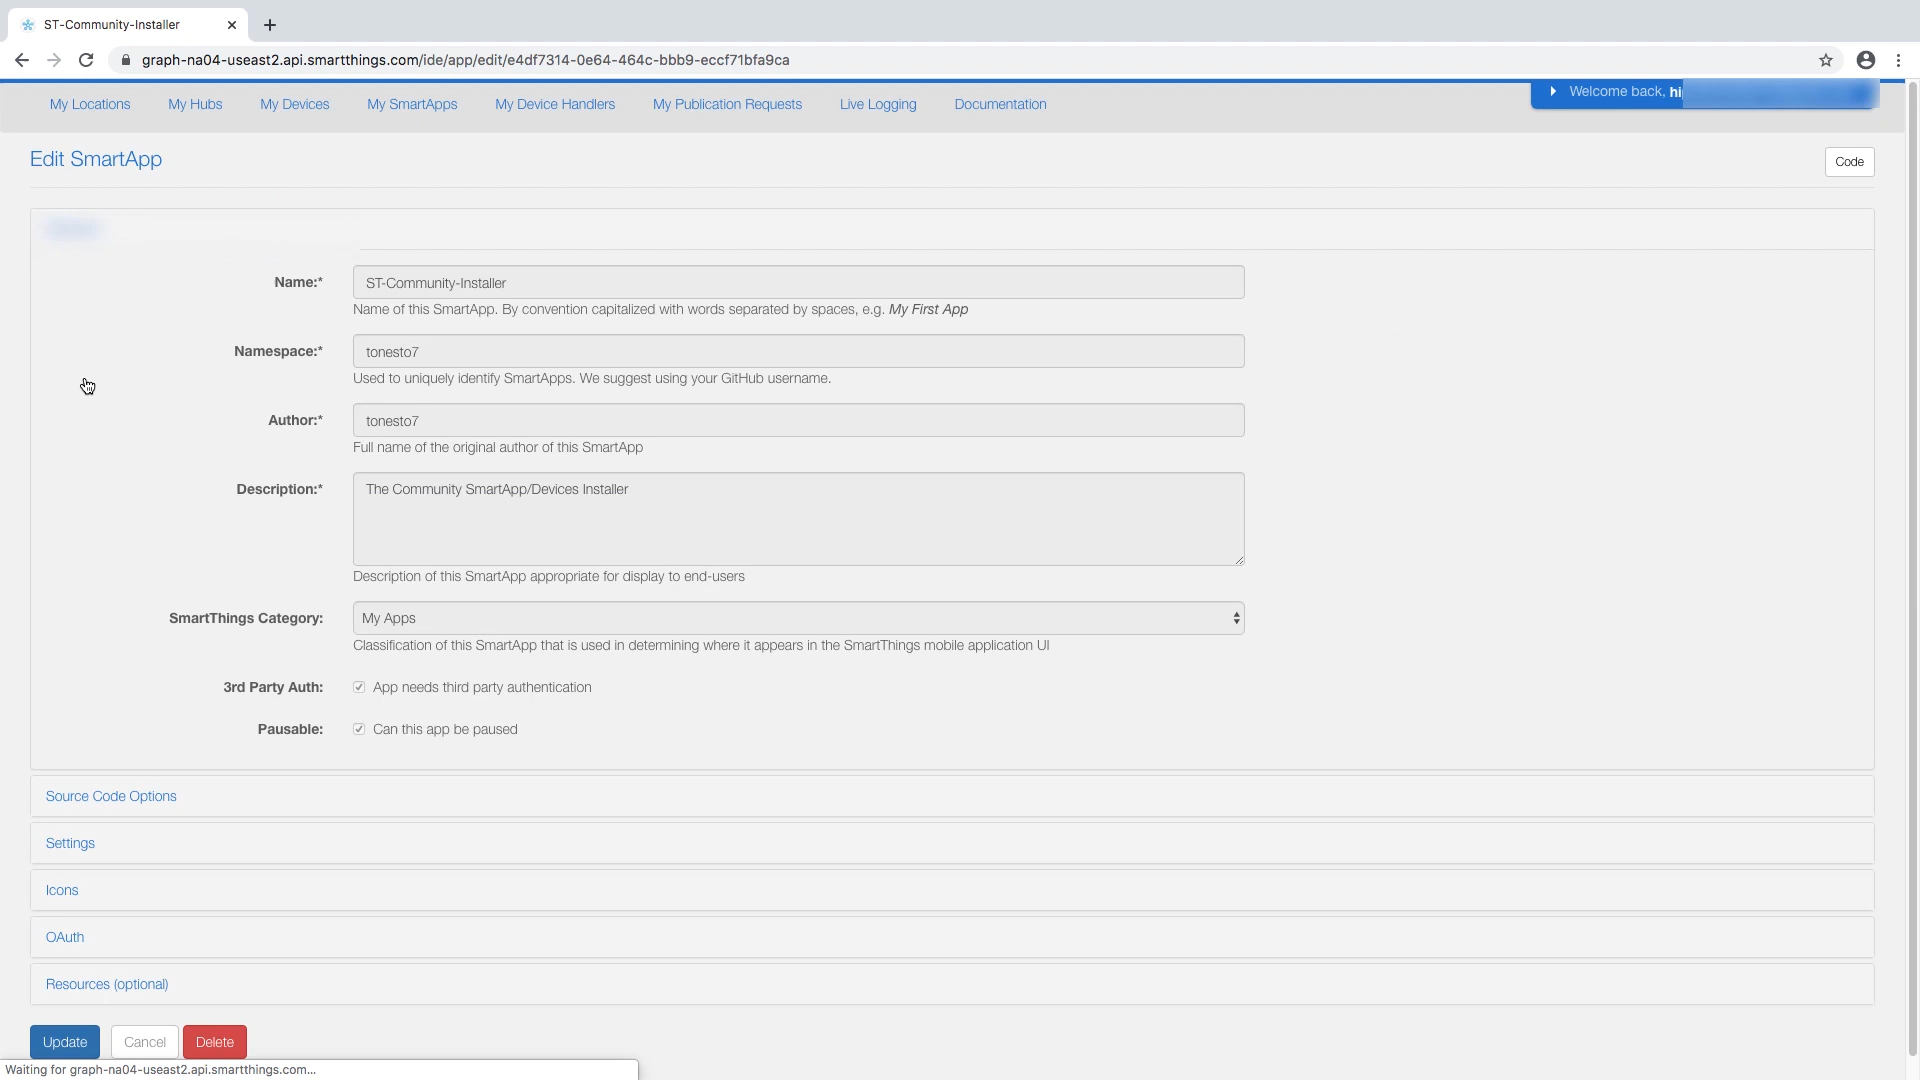 ST-Community-Installer
graph-na04-useast2.api.smartthings.com/ide/app/edit/e4df7314-0e64-464c-bbb9-eccf71bfa9ca
My Locations My Hubs My Devices My SmartApps My Device Handlers My Publication Requests Live Logging Documentation
Welcome back,
Edit SmartApp
Code
Name:* ST-Community-Installer
Name of this SmartApp. By convention capitalized with words separated by spaces, e.g. My First App
Namespace:* tonesto7
Used to uniquely identify SmartApps. We suggest using your GitHub username.
Author:* tonesto7
Full name of the original author of this SmartApp
Description:* The Community SmartApp/Devices Installer
Description of this SmartApp appropriate for display to end-users
SmartThings Category: My Apps
Classification of this SmartApp that is used in determining where it appears in the SmartThings mobile application UI
3rd Party Auth: App needs third party authentication
Pausable: Can this app be paused
Source Code Options
Settings
Icons
OAuth
Resources (optional)
Update Cancel Delete
Waiting for graph-na04-useast2.api.smartthings.com...